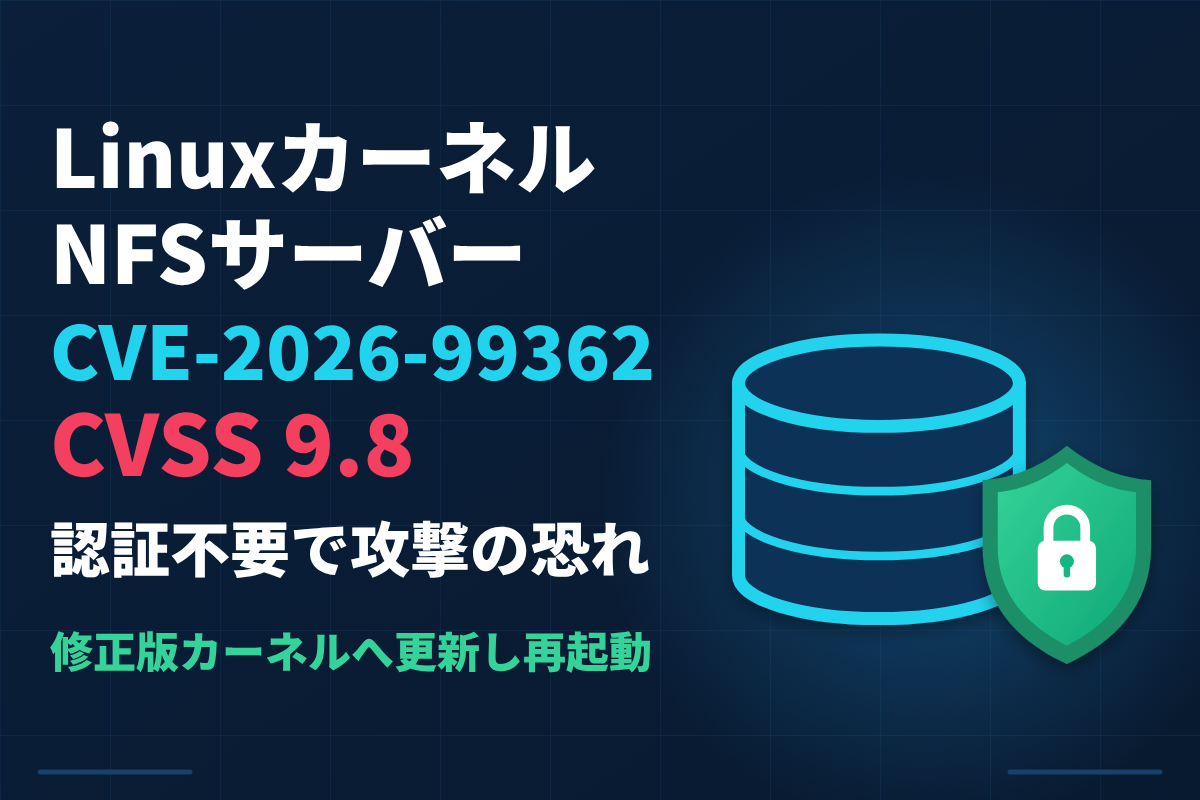 Linuxカーネル
NFSサーバー
CVE-2026-99362
CVSS 9.8
認証不要で攻撃の恐れ
修正版カーネルへ更新し再起動